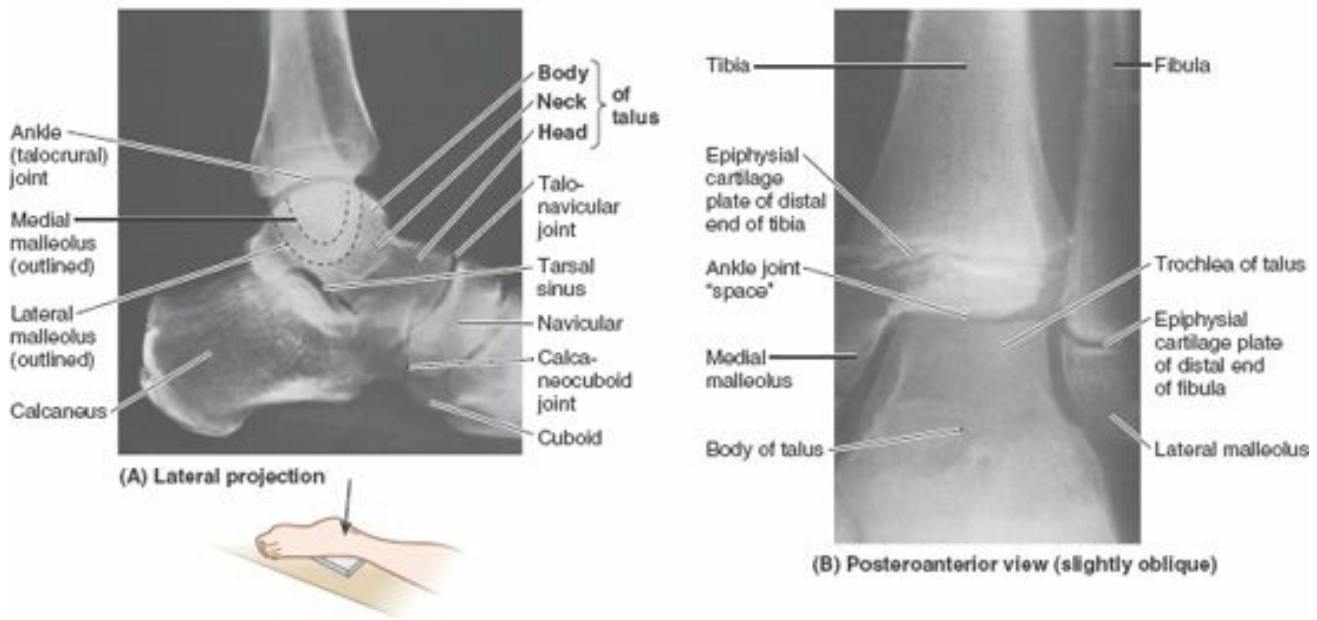 Ankle
(talocrural)
joint
Medial
malleolus
(outlined)
Lateral
malleolus
(outlined)
Calcaneus
Body
Neck
Head
of
talus
Talo-
navicular
joint
Tarsal
sinus
Navicular
Calca-
neocuboid
joint
Cuboid
(A) Lateral projection
Tibia
Epiphysial
cartilage
plate of distal
end of tibia
Ankle joint
"space"
Medial
malleolus
Body of talus
Fibula
Trochlea of talus
Epiphysial
cartilage plate
of distal end
of fibula
Lateral malleolus
(B) Posteroanterior view (slightly oblique)